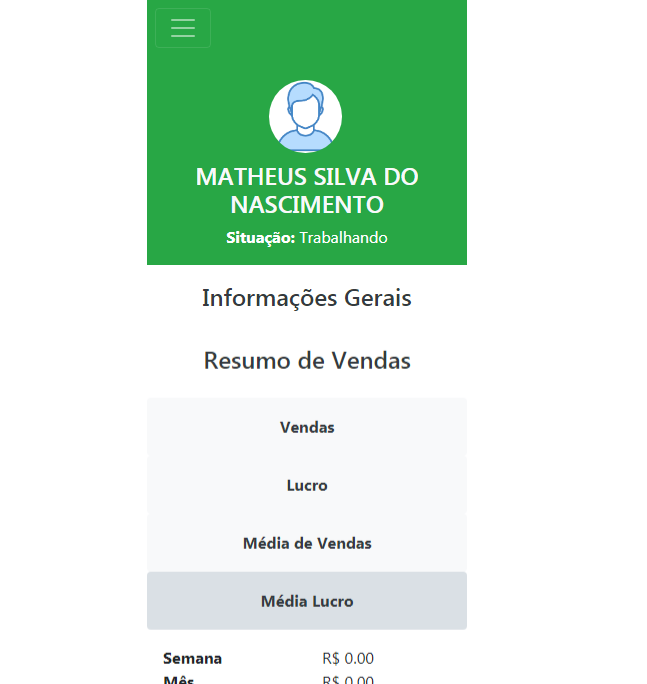 MATHEUS SILVA DO
NASCIMENTO
Situação: Trabalhando
Informações Gerais
Resumo de Vendas
Vendas
Lucro
Média de Vendas
Média Lucro
Semana R$ 0.00
Mês R$ 0.00